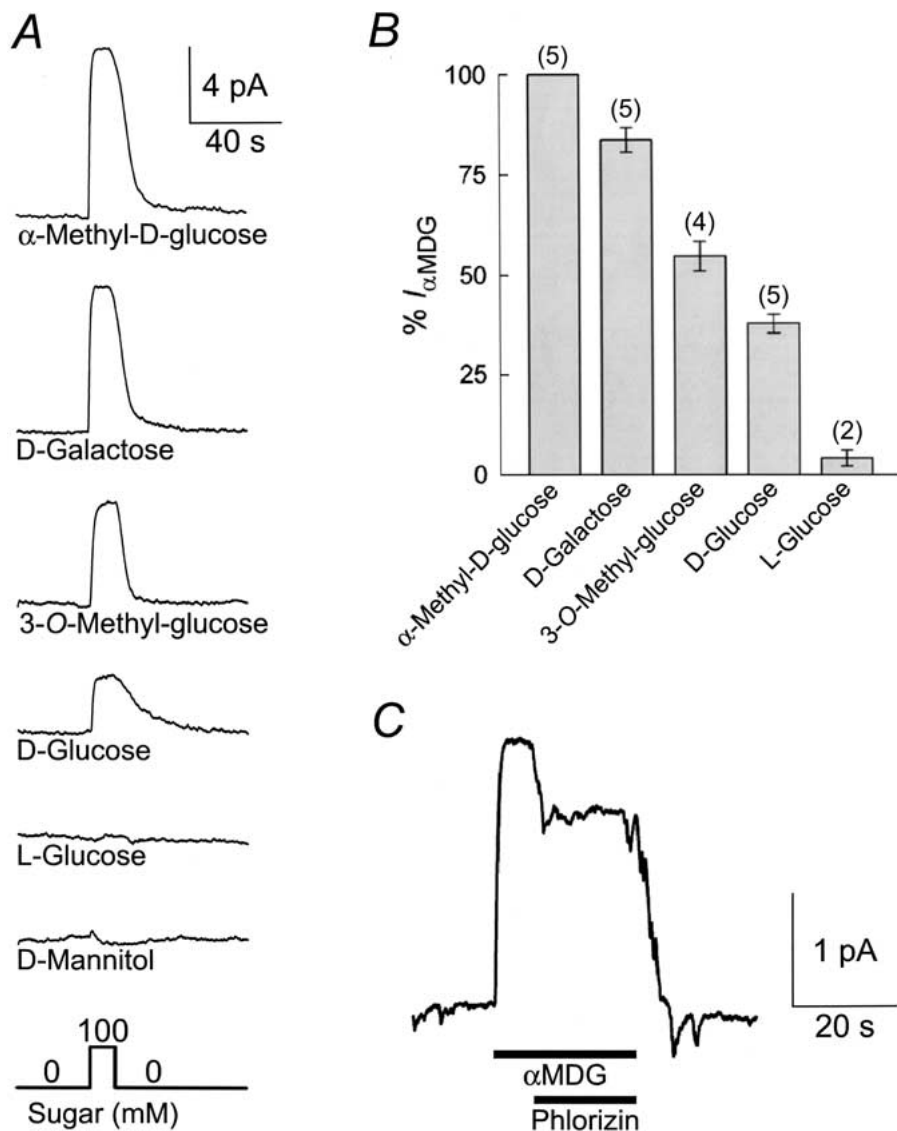 A
4 pA
40 s
α-Methyl-D-glucose
D-Galactose
3-O-Methyl-glucose
D-Glucose
L-Glucose
D-Mannitol
100
0 0
Sugar (mM)
B
% IαMDG
100
75
50
25
0
(5)
(5)
(4)
(5)
(2)
α-Methyl-D-glucose
D-Galactose
3-O-Methyl-glucose
D-Glucose
L-Glucose
C
1 pA
20 s
αMDG
Phlorizin